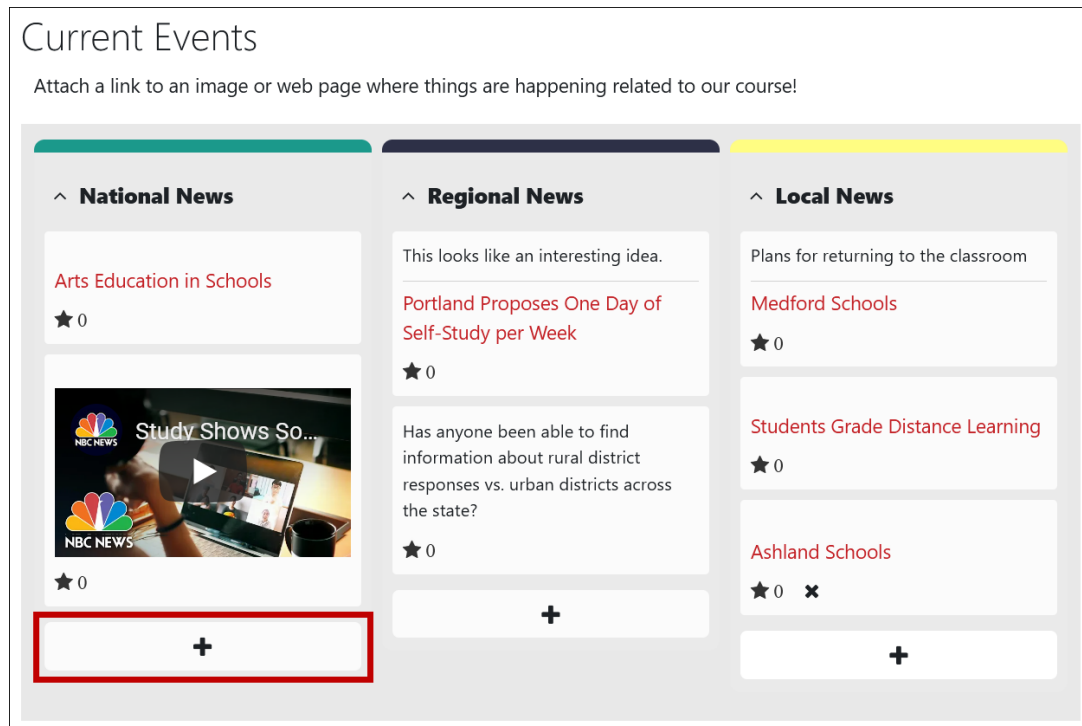 Current Events
Attach a link to an image or web page where things are happening related to our course!
National News
Arts Education in Schools
0
NBC NEWS
Study Shows So...
NBC NEWS
0
+
Regional News
This looks like an interesting idea.
Portland Proposes One Day of
Self-Study per Week
0
Has anyone been able to find
information about rural district
responses vs. urban districts across
the state?
0
+
Local News
Plans for returning to the classroom
Medford Schools
0
Students Grade Distance Learning
0
Ashland Schools
0
+